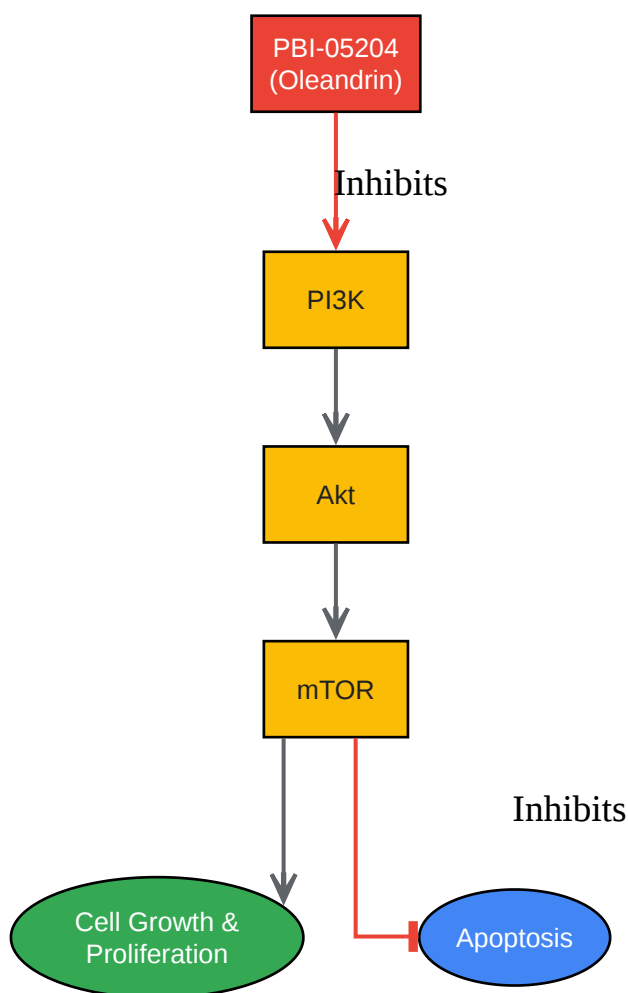 PBI-05204
(Oleandrin)
Inhibits
PI3K
Akt
mTOR
Inhibits
Cell Growth &
Proliferation
Apoptosis